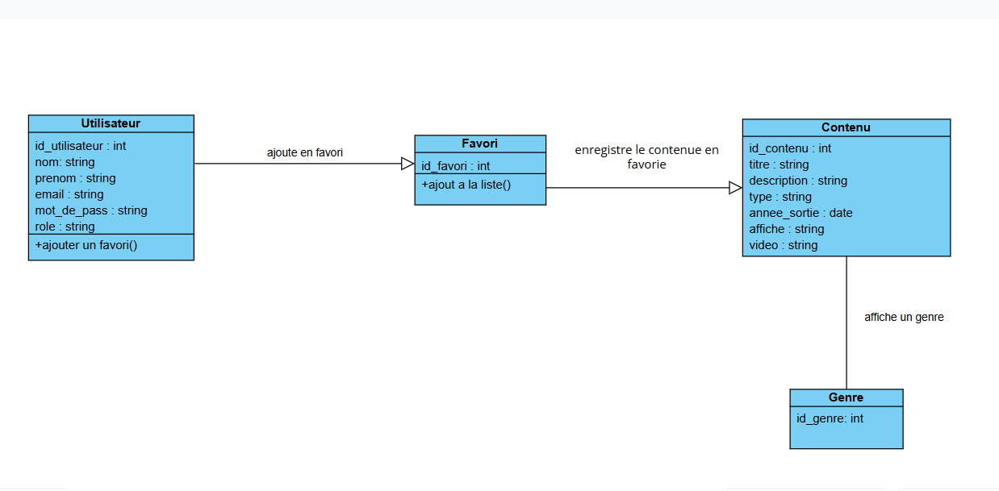 Utilisateur
id_utilisateur : int
nom: string
prenom : string
email : string
mot_de_pass : string
role : string
+ajouter un favori()
ajoute en favori
Favori
id_favori : int
+ajout a la liste()
enregistre le contenue en
favorie
Contenu
id_contenu : int
titre : string
description : string
type : string
annee_sortie : date
affiche : string
video : string
affiche un genre
Genre
id_genre: int